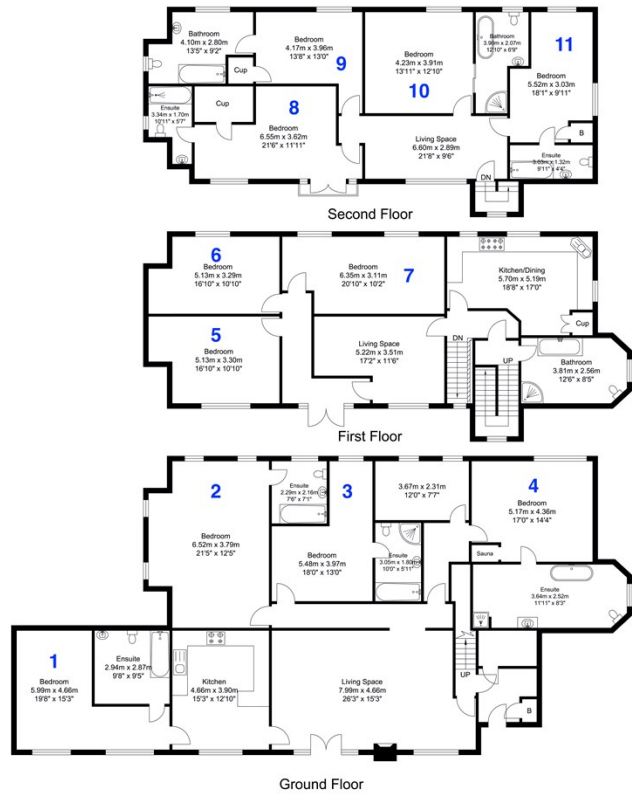 Bathroom
4.10m x 2.80m
13'5" x 9'2"
Bedroom
4.17m x 3.96m
13'8" x 13'0"
9
Cup
Bedroom
4.23m x 3.91m
13'11" x 12'10"
10
Bathroom
3.90m x 2.07m
12'10" x 6'9"
11
Bedroom
5.52m x 3.03m
18'1" x 9'11"
Ensuite
3.34m x 1.70m
10'11" x 5'7"
Cup
8
Bedroom
6.55m x 3.62m
21'6" x 11'11"
Living Space
6.60m x 2.89m
21'8" x 9'6"
B
Ensuite
3.03m x 1.32m
9'11" x 4'4"
DN
Second Floor
6
Bedroom
5.13m x 3.29m
16'10" x 10'10"
Bedroom
6.35m x 3.11m
20'10" x 10'2"
7
Kitchen/Dining
5.70m x 5.19m
18'8" x 17'0"
Cup
5
Bedroom
5.13m x 3.30m
16'10" x 10'10"
Living Space
5.22m x 3.51m
17'2" x 11'6"
DN
UP
Bathroom
3.81m x 2.56m
12'6" x 8'5"
First Floor
2
Bedroom
6.52m x 3.79m
21'5" x 12'5"
Ensuite
2.29m x 2.16m
7'6" x 7'1"
3
Bedroom
5.48m x 3.97m
18'0" x 13'0"
3.67m x 2.31m
12'0" x 7'7"
4
Bedroom
5.17m x 4.36m
17'0" x 14'4"
Ensuite
3.05m x 1.80m
10'0" x 5'11"
Sauna
Ensuite
3.64m x 2.52m
11'11" x 8'3"
1
Bedroom
5.99m x 4.66m
19'8" x 15'3"
Ensuite
2.94m x 2.87m
9'8" x 9'5"
Kitchen
4.66m x 3.90m
15'3" x 12'10"
Living Space
7.99m x 4.66m
26'3" x 15'3"
UP
B
Ground Floor